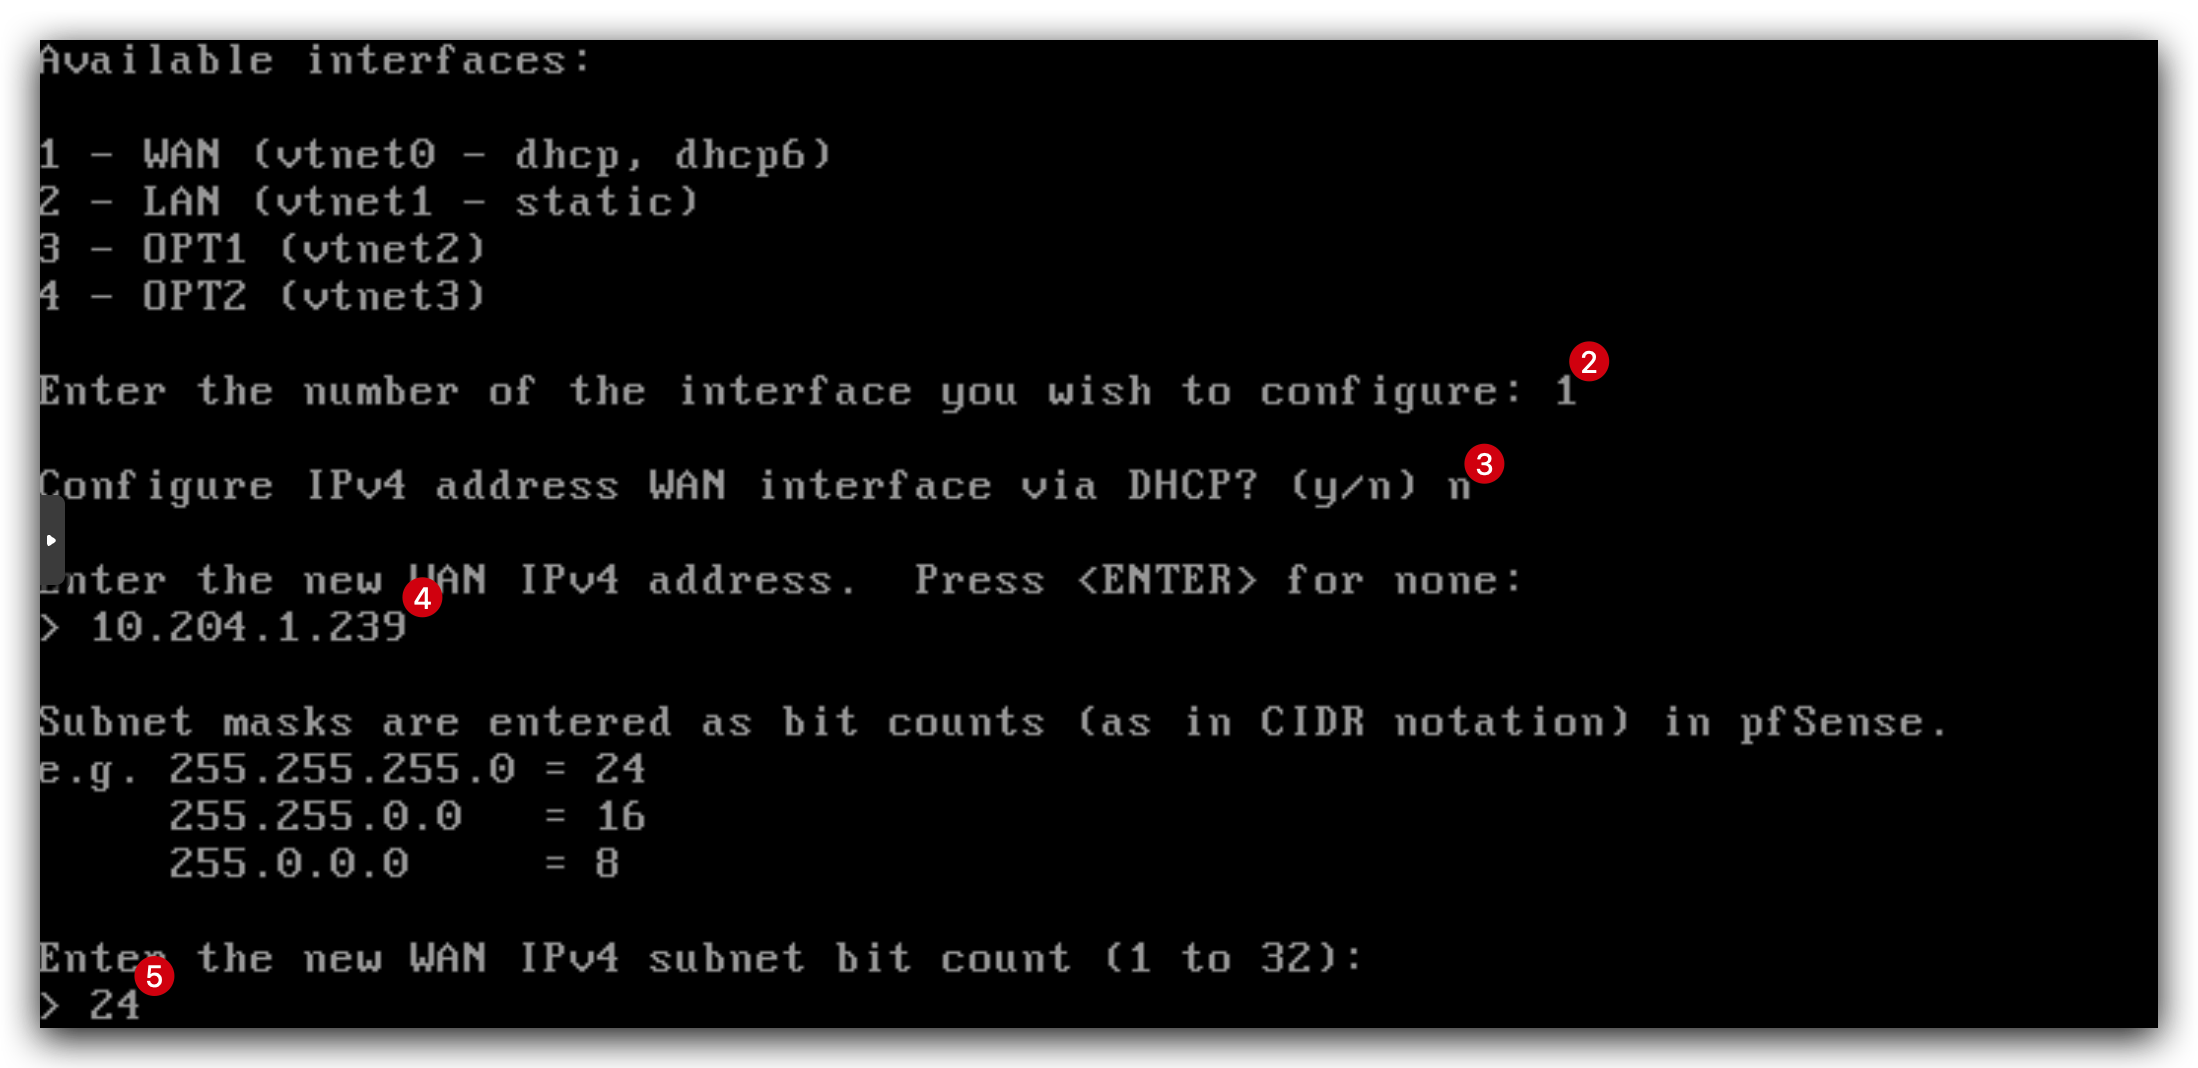 Available interfaces:
1 - WAN (vtnet0 - dhcp, dhcp6)
2 - LAN (vtnet1 - static)
3 - OPT1 (vtnet2)
4 - OPT2 (vtnet3)
Enter the number of the interface you wish to configure: 1 2
Configure IPv4 address WAN interface via DHCP? (y/n) n 3
Enter the new WAN IPv4 address.  Press <ENTER> for none:
> 10.204.1.239 4
Subnet masks are entered as bit counts (as in CIDR notation) in pfSense.
e.g. 255.255.255.0 = 24
     255.255.0.0   = 16
     255.0.0.0     = 8
Enter the new WAN IPv4 subnet bit count (1 to 32):
> 24 5